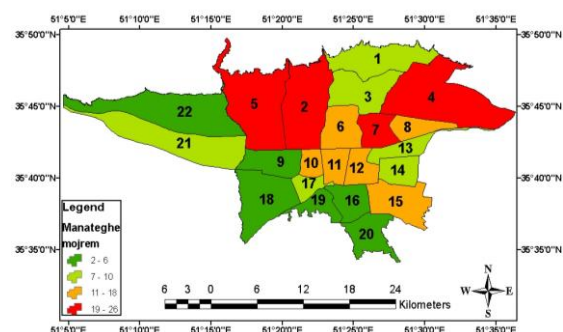 51°5'0"E 51°10'0"E 51°15'0"E 51°20'0"E 51°25'0"E 51°30'0"E 51°35'0"E
35°50'0"N 35°50'0"N
1
3
5 2 4
35°45'0"N 35°45'0"N
22 6 7 8
21 13
9 10 11 12 14
35°40'0"N 35°40'0"N
17
18 19 16 15
20
35°35'0"N 35°35'0"N
Legend
Manateghe
mojrem
2 - 6
7 - 10
11 - 18
19 - 26
6 3 0 6 12 18 24
Kilometers
N
W E
S
51°5'0"E 51°10'0"E 51°15'0"E 51°20'0"E 51°25'0"E 51°30'0"E 51°35'0"E